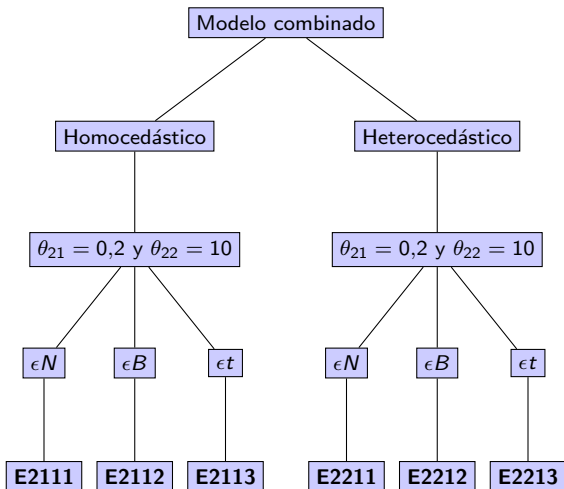 Modelo combinado
Homocedástico Heterocedástico
θ21 = 0,2 y θ22 = 10 θ21 = 0,2 y θ22 = 10
ϵN ϵB ϵt ϵN ϵB ϵt
E2111 E2112 E2113 E2211 E2212 E2213